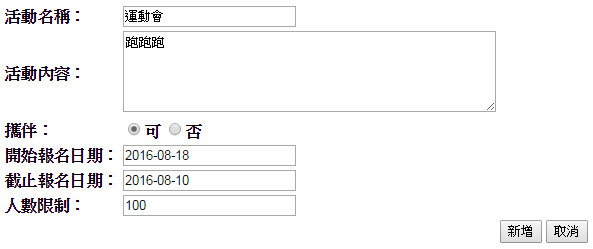 活動名稱： 運動會
活動內容： 跑跑跑
攜伴： 可 否
開始報名日期： 2016-08-18
截止報名日期： 2016-08-10
人數限制： 100
新增 取消